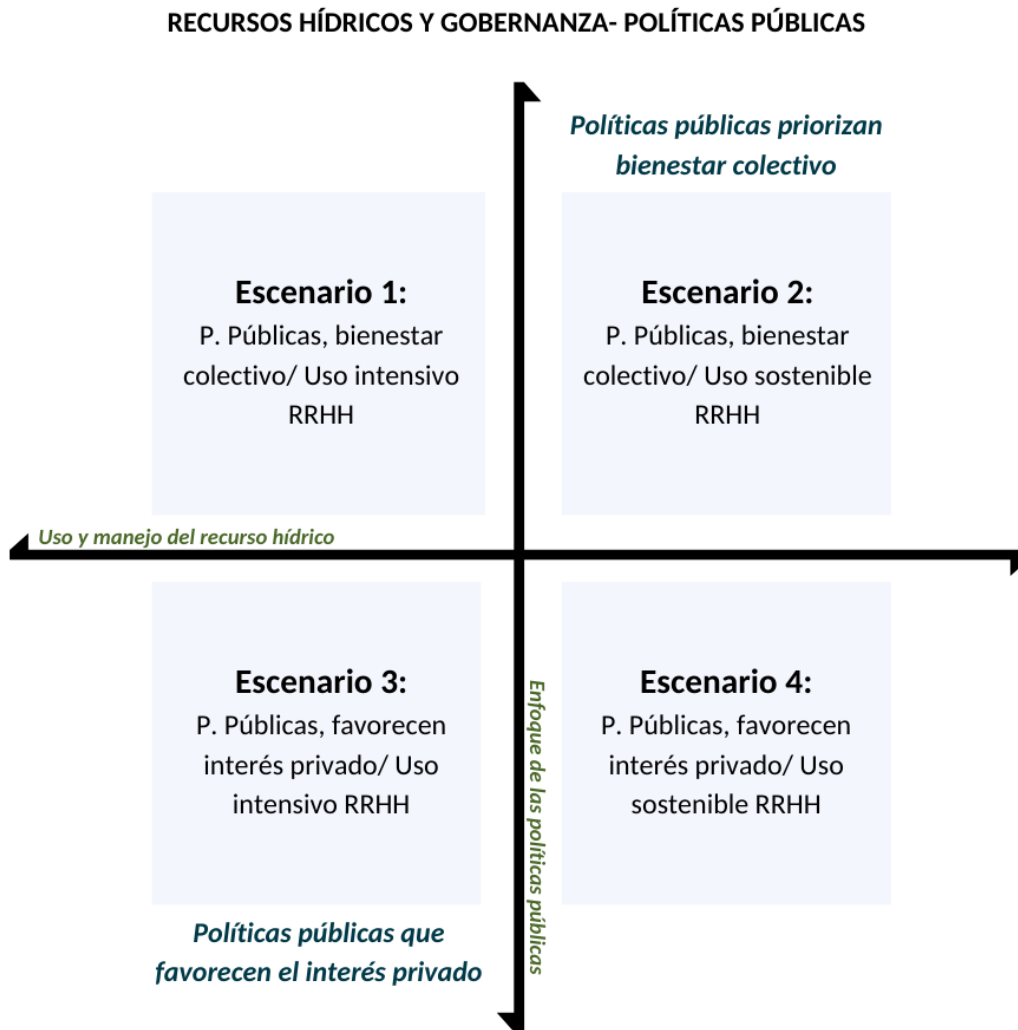 RECURSOS HÍDRICOS Y GOBERNANZA- POLÍTICAS PÚBLICAS
Políticas públicas priorizan
bienestar colectivo
Escenario 1:
P. Públicas, bienestar
colectivo/ Uso intensivo
RRHH
Escenario 2:
P. Públicas, bienestar
colectivo/ Uso sostenible
RRHH
Uso y manejo del recurso hídrico
Escenario 3:
P. Públicas, favorecen
interés privado/ Uso
intensivo RRHH
Enfoque de las políticas públicas
Escenario 4:
P. Públicas, favorecen
interés privado/ Uso
sostenible RRHH
Políticas públicas que
favorecen el interés privado